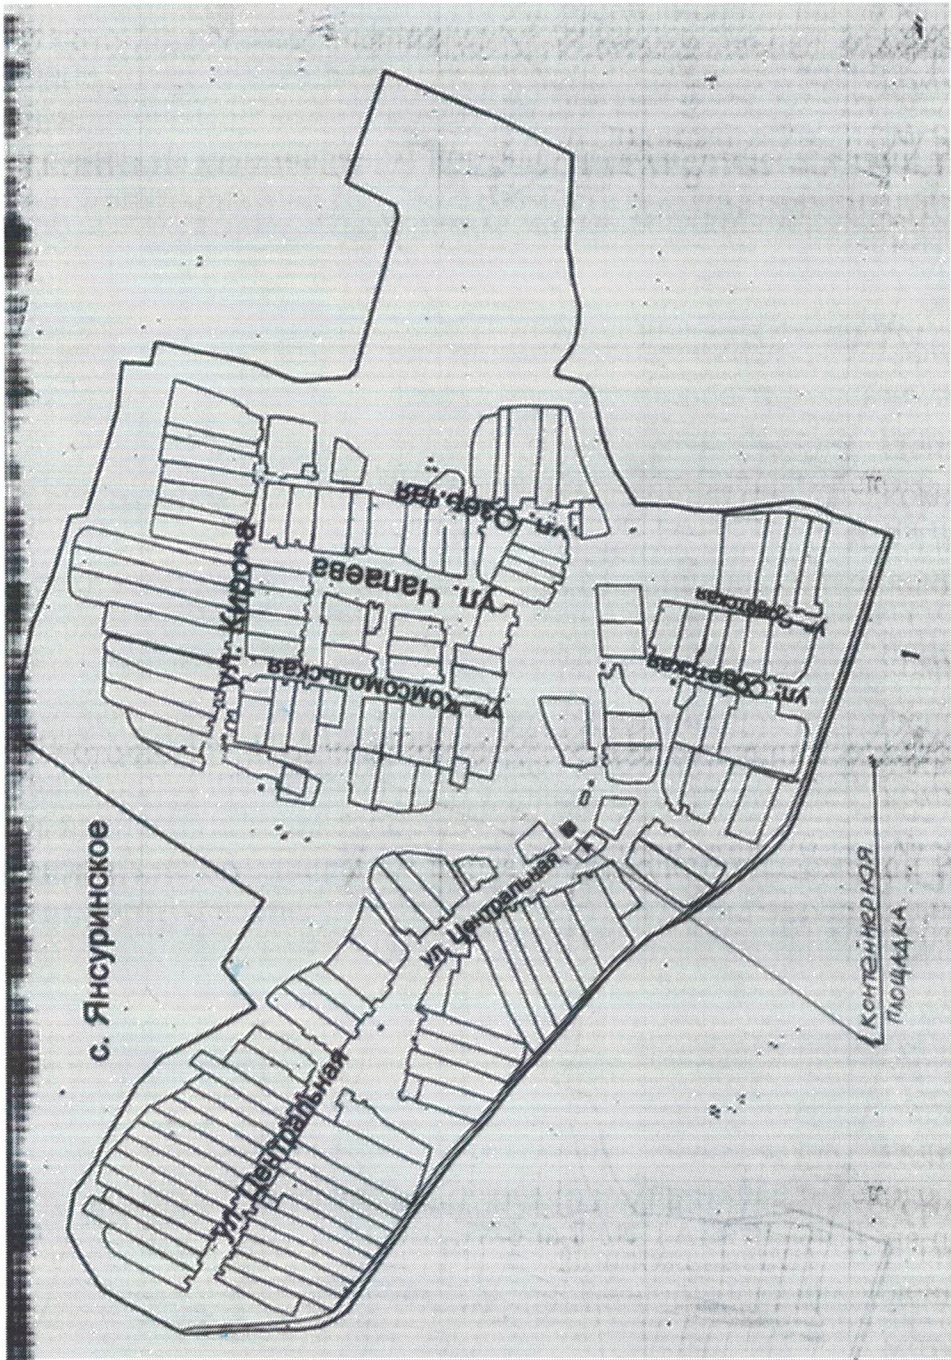 с. Янсуринское
ул. Кирова
ул. Комсомольская
ул. Чапаева
ул. Озерная
ул. Советская
ул. Советская
ул. Центральная
ул. Центральная
КОНТЕЙНЕРНАЯ
ПЛОЩАДКА
1